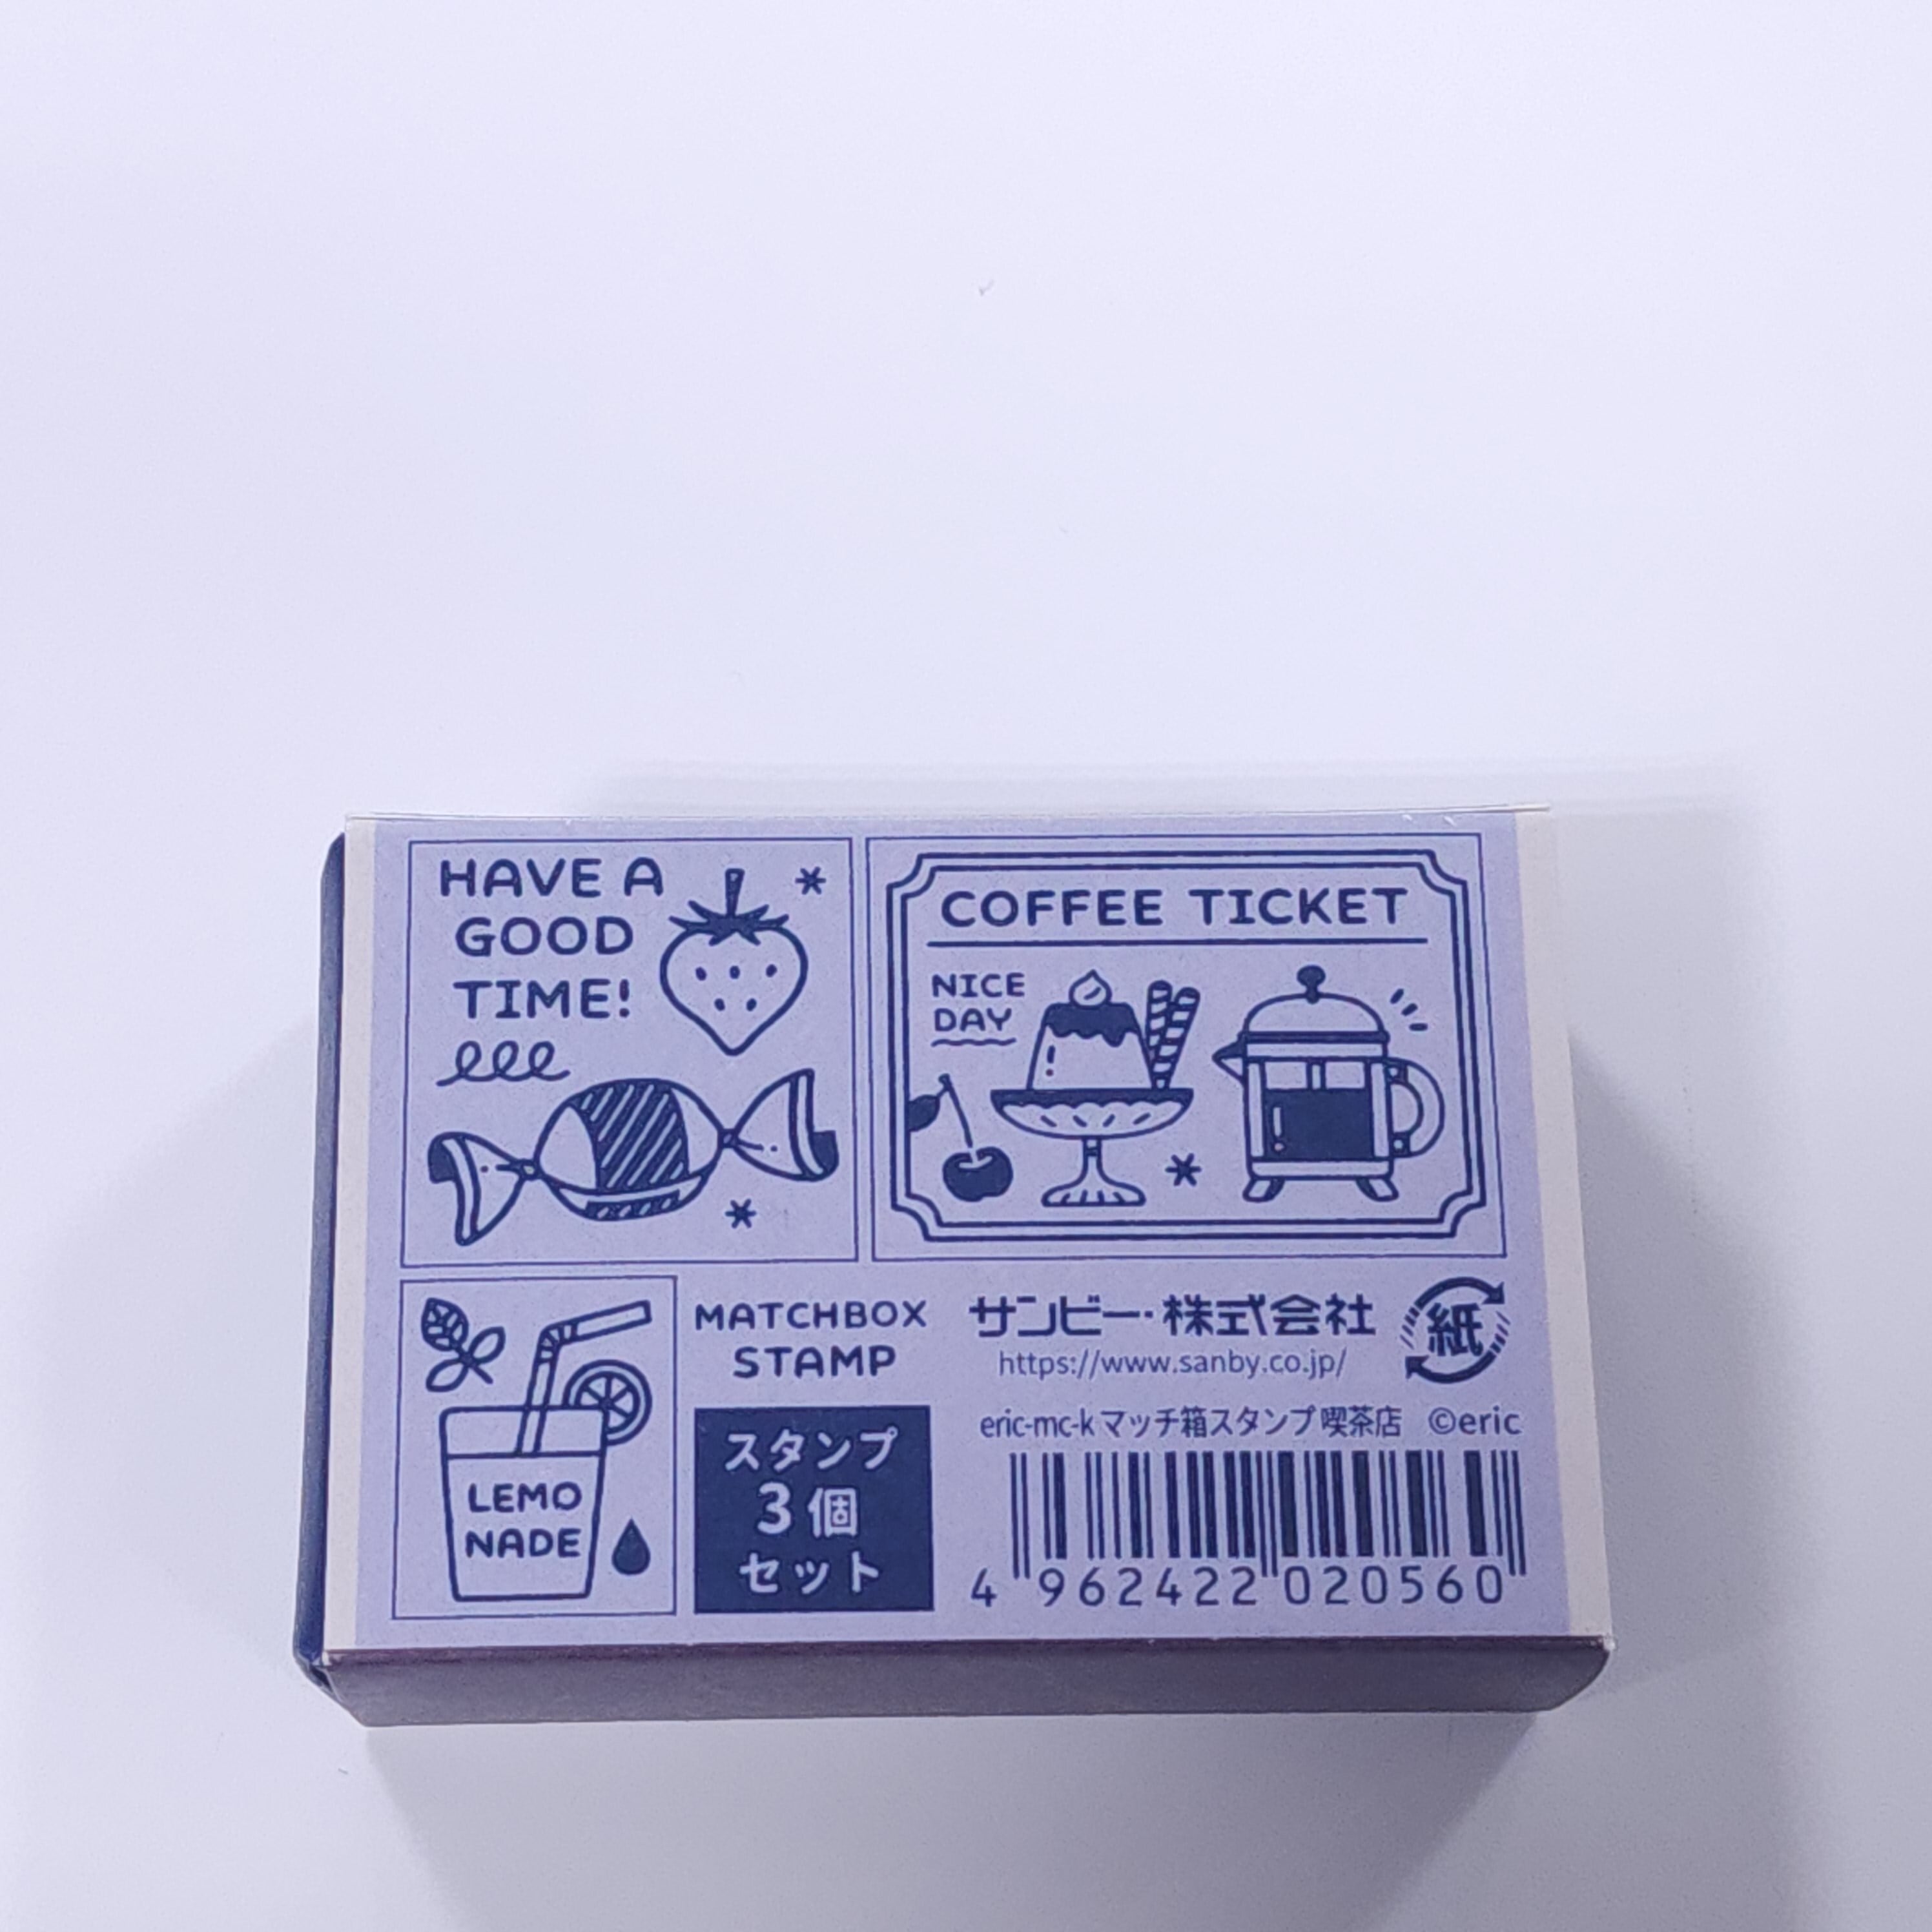 HAVE A
GOOD
TIME!
COFFEE TICKET
NICE
DAY
LEMO
NADE
MATCHBOX
STAMP
スタンプ
3個
セット
サンビー株式会社
https://www.sanby.co.jp/
紙
eric-mc-k マッチ箱スタンプ 喫茶店 ©eric
4 962422 020560